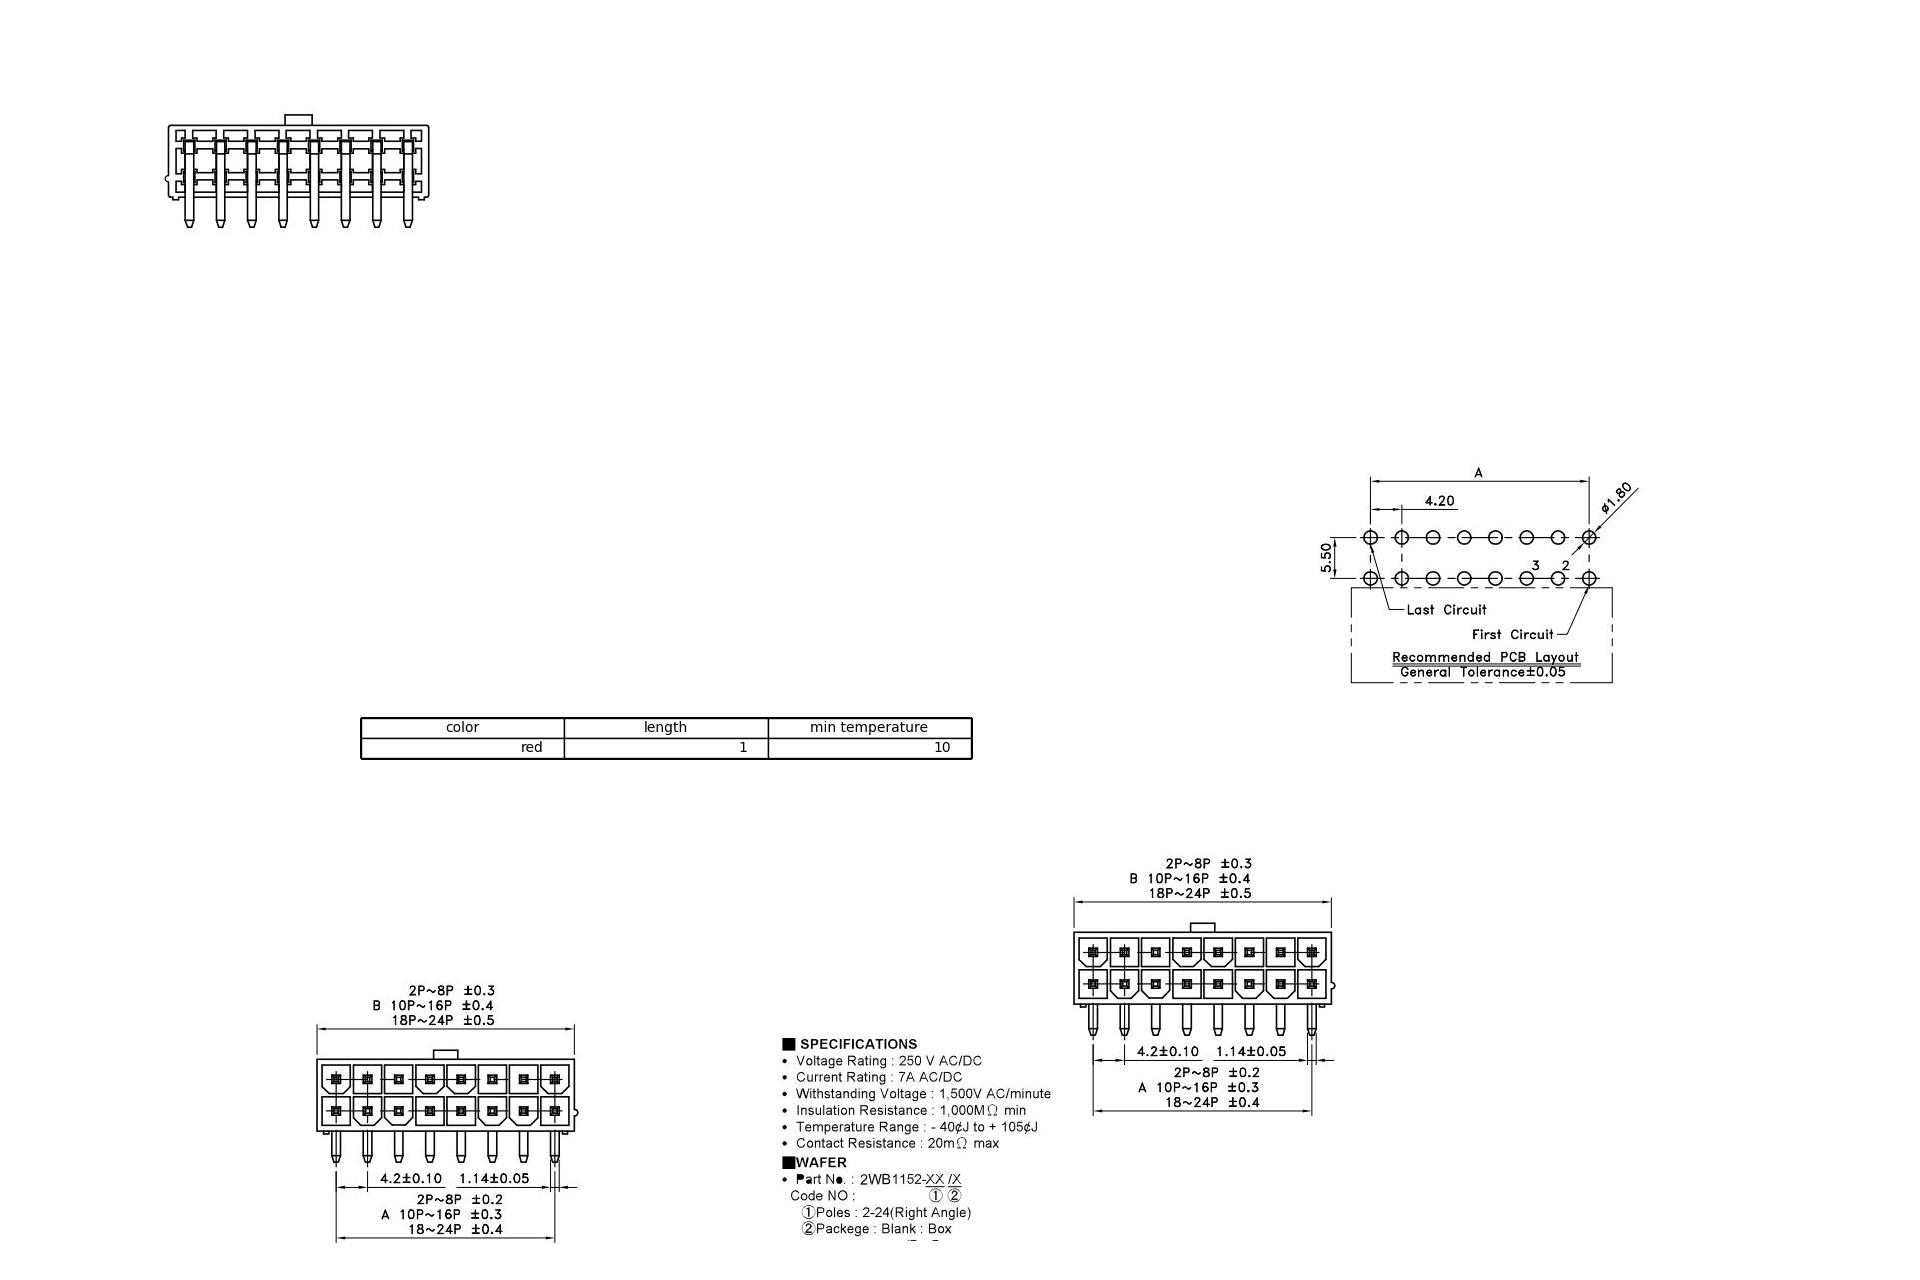 A
4.20
ø1.80
5.50
3 2
Last Circuit
First Circuit
Recommended PCB Layout
General Tolerance±0.05
color length min temperature
red 1 10
2P~8P ±0.3
B 10P~16P ±0.4
18P~24P ±0.5
4.2±0.10 1.14±0.05
2P~8P ±0.2
A 10P~16P ±0.3
18~24P ±0.4
2P~8P ±0.3
B 10P~16P ±0.4
18P~24P ±0.5
4.2±0.10 1.14±0.05
2P~8P ±0.2
A 10P~16P ±0.3
18~24P ±0.4
■ SPECIFICATIONS
• Voltage Rating : 250 V AC/DC
• Current Rating : 7A AC/DC
• Withstanding Voltage : 1,500V AC/minute
• Insulation Resistance : 1,000MΩ min
• Temperature Range : - 40¢J to + 105¢J
• Contact Resistance : 20mΩ max
■WAFER
• Part No. : 2WB1152-XX /X
Code NO : ① ②
①Poles : 2-24(Right Angle)
②Packege : Blank : Box